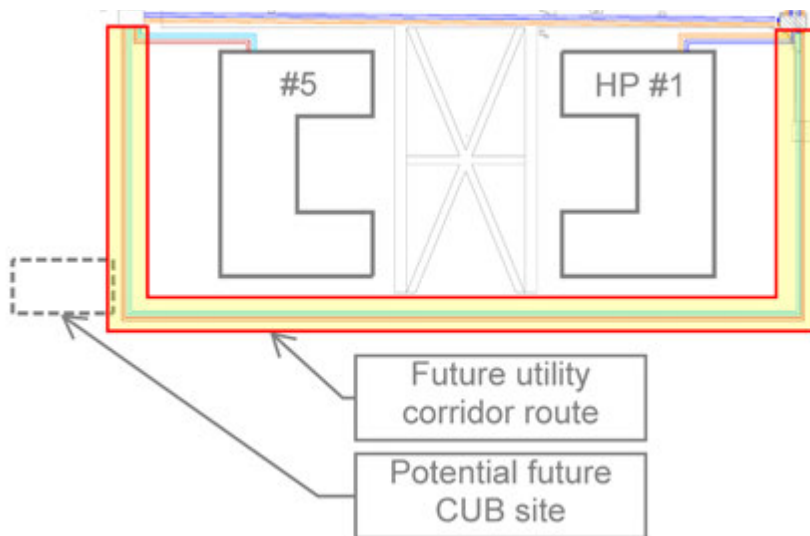 #5
HP #1
Future utility
corridor route
Potential future
CUB site